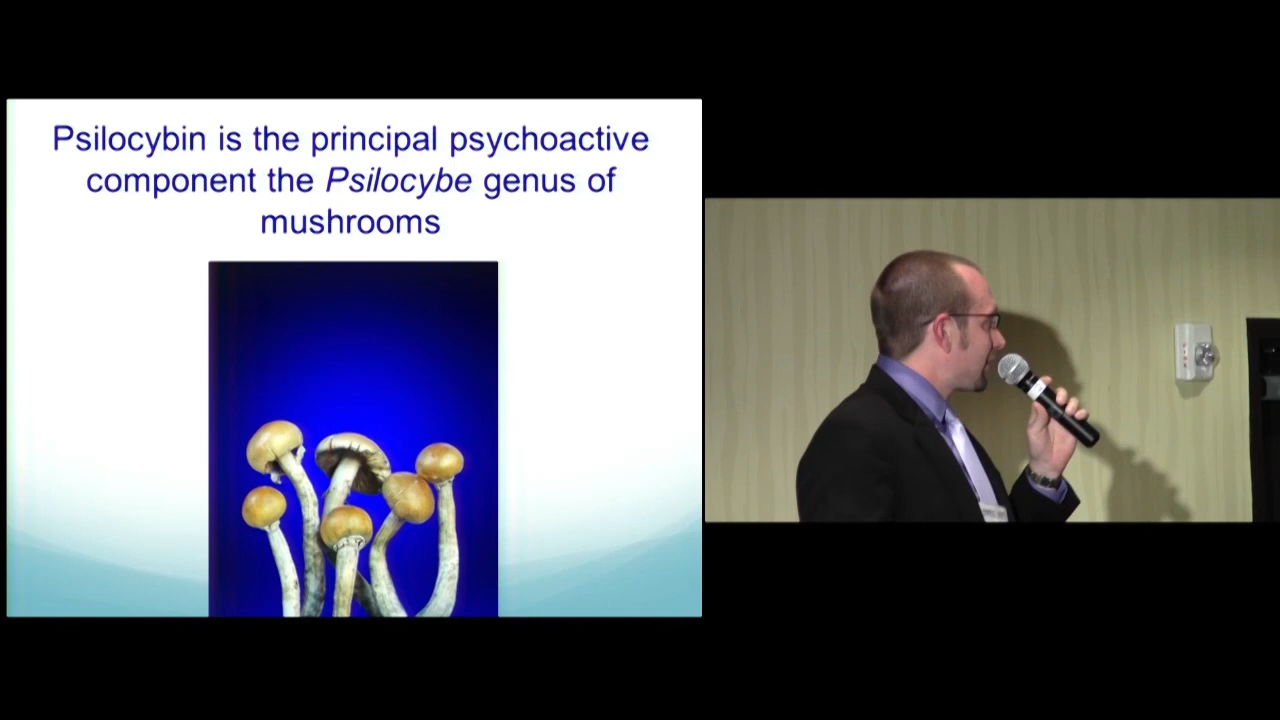 Psilocybin is the principal psychoactive
component the Psilocybe genus of
mushrooms